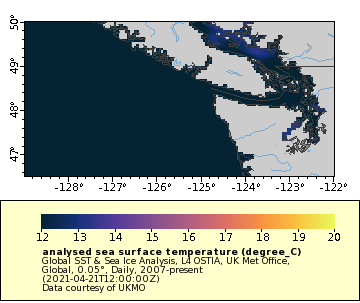 50°
49°
48°
47°
-128° -127° -126° -125° -124° -123° -122°
12 13 14 15 16 17 18 19 20
analysed sea surface temperature (degree_C)
Global SST & Sea Ice Analysis, L4 OSTIA, UK Met Office,
Global, 0.05°, Daily, 2007-present
(2021-04-21T12:00:00Z)
Data courtesy of UKMO